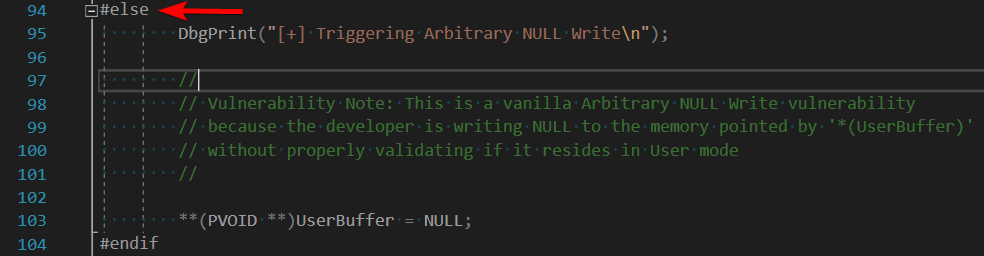 94 #else
95 DbgPrint("[+] Triggering Arbitrary NULL Write\n");
96
97 //
98 // Vulnerability Note: This is a vanilla Arbitrary NULL Write vulnerability
99 // because the developer is writing NULL to the memory pointed by '*(UserBuffer)'
100 // without properly validating if it resides in User mode
101 //
102
103 **(PVOID **)UserBuffer = NULL;
104 #endif